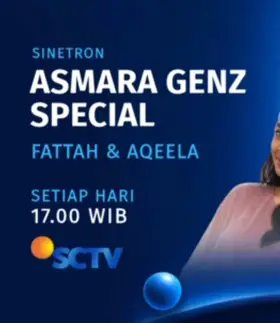 SINETRON
ASMARA GENZ
SPECIAL
FATTAH & AQEELA
SETIAP HARI
17.00 WIB
SCTV